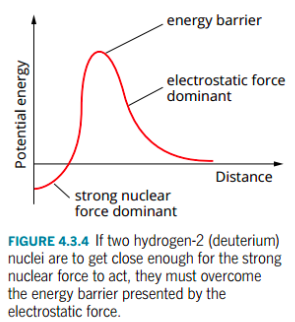 energy barrier
electrostatic force
dominant
Potential energy
Distance
strong nuclear
force dominant
FIGURE 4.3.4 If two hydrogen-2 (deuterium)
nuclei are to get close enough for the strong
nuclear force to act, they must overcome
the energy barrier presented by the
electrostatic force.